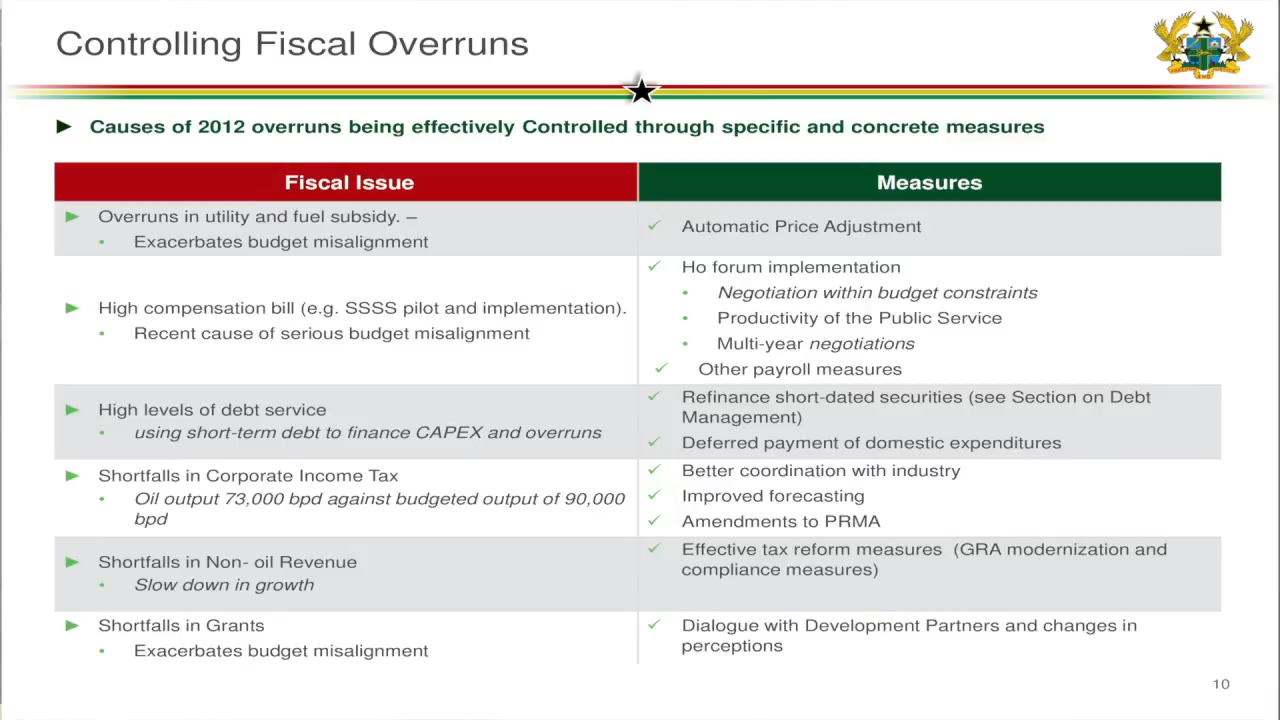 Controlling Fiscal Overruns
Causes of 2012 overruns being effectively Controlled through specific and concrete measures
Fiscal Issue
Measures
Overruns in utility and fuel subsidy. –
Exacerbates budget misalignment
Automatic Price Adjustment
High compensation bill (e.g. SSSS pilot and implementation).
Recent cause of serious budget misalignment
Ho forum implementation
Negotiation within budget constraints
Productivity of the Public Service
Multi-year negotiations
Other payroll measures
High levels of debt service
using short-term debt to finance CAPEX and overruns
Refinance short-dated securities (see Section on Debt
Management)
Deferred payment of domestic expenditures
Shortfalls in Corporate Income Tax
Oil output 73,000 bpd against budgeted output of 90,000
bpd
Better coordination with industry
Improved forecasting
Amendments to PRMA
Shortfalls in Non- oil Revenue
Slow down in growth
Effective tax reform measures  (GRA modernization and
compliance measures)
Shortfalls in Grants
Exacerbates budget misalignment
Dialogue with Development Partners and changes in
perceptions
10